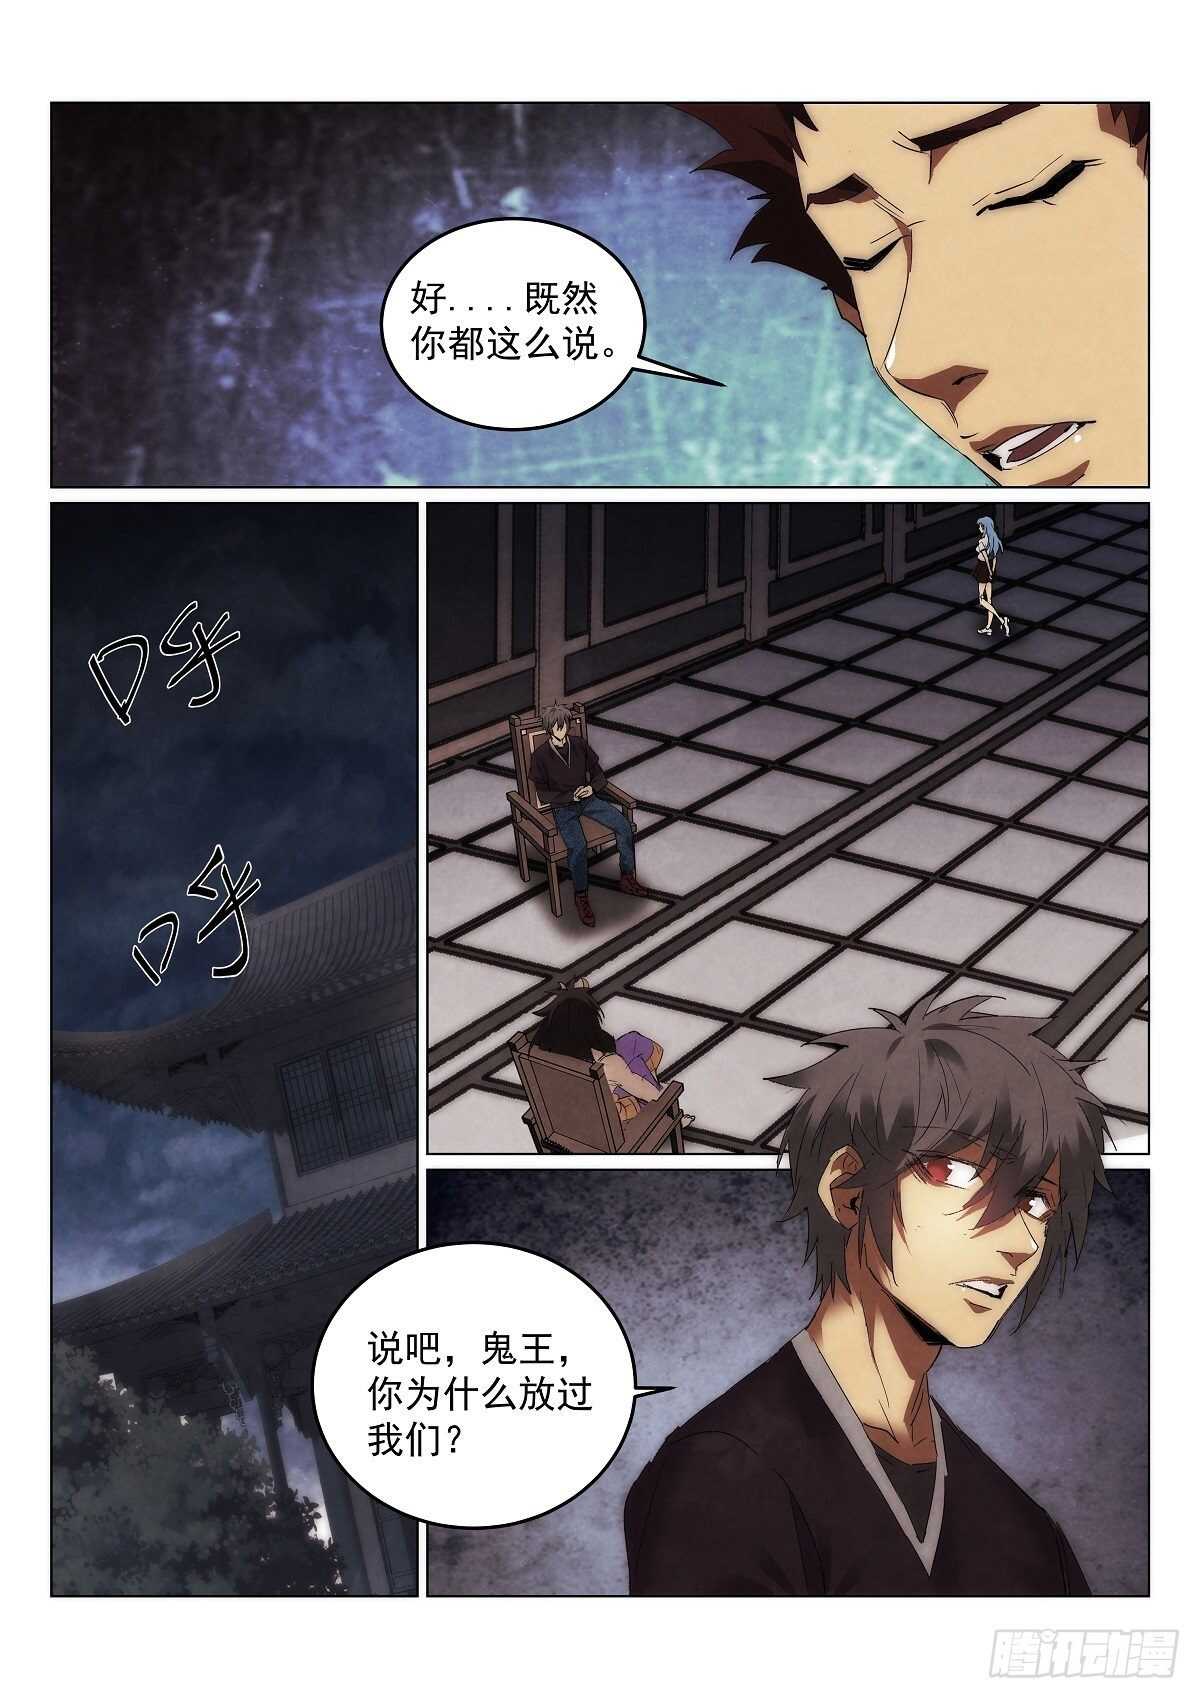 好....既然
你都这么说。
呼
呼
说吧，鬼王，
你为什么放过
我们？
腾讯动漫